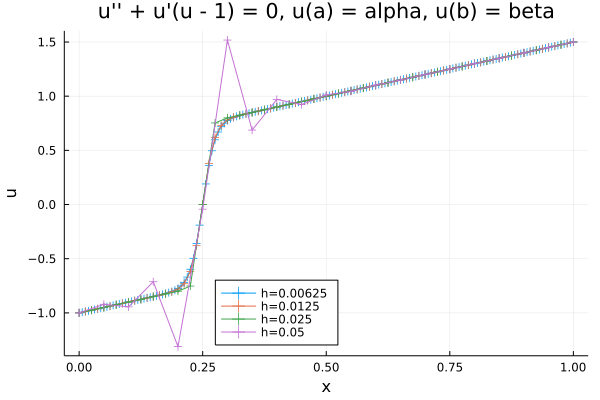 u'' + u'(u - 1) = 0, u(a) = alpha, u(b) = beta
1.5
1.0
0.5
0.0
−0.5
−1.0
u
h=0.00625
h=0.0125
h=0.025
h=0.05
0.00
0.25
0.50
0.75
1.00
x